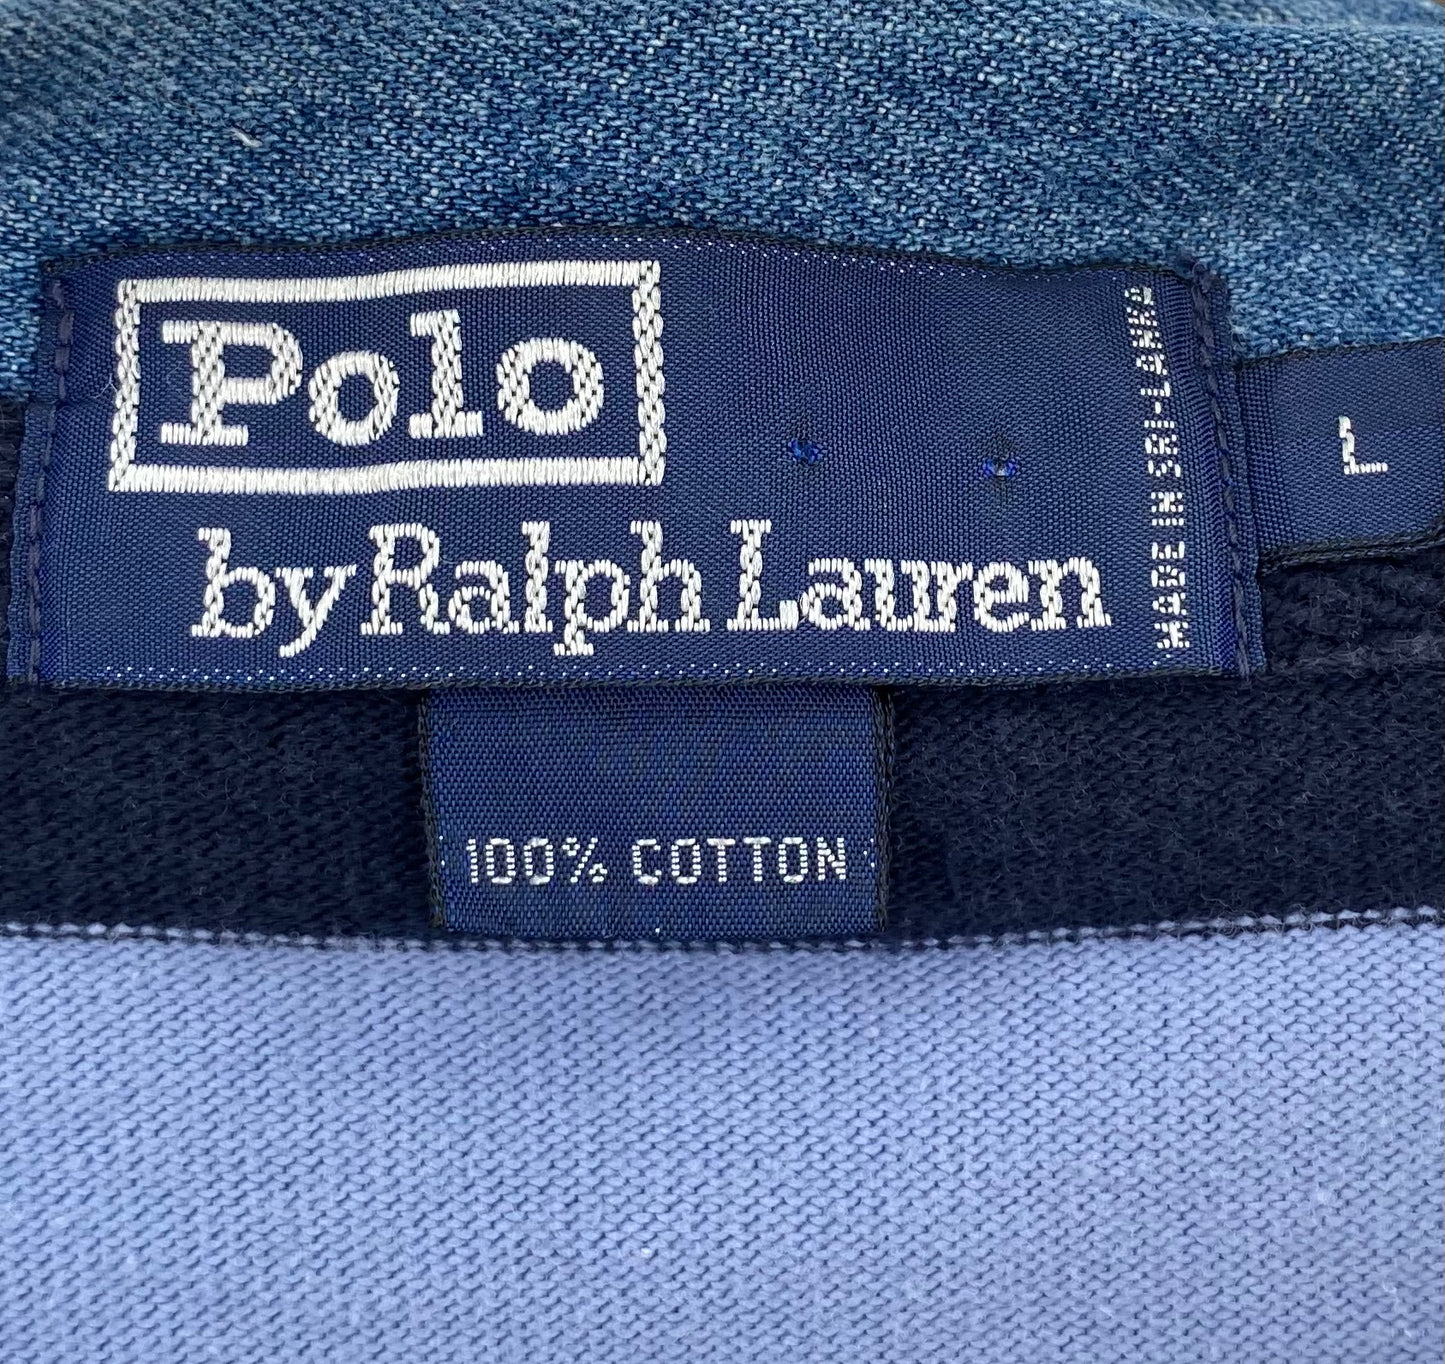 Polo
by Ralph Lauren
MADE IN SRI-LANKA
L
100% COTTON